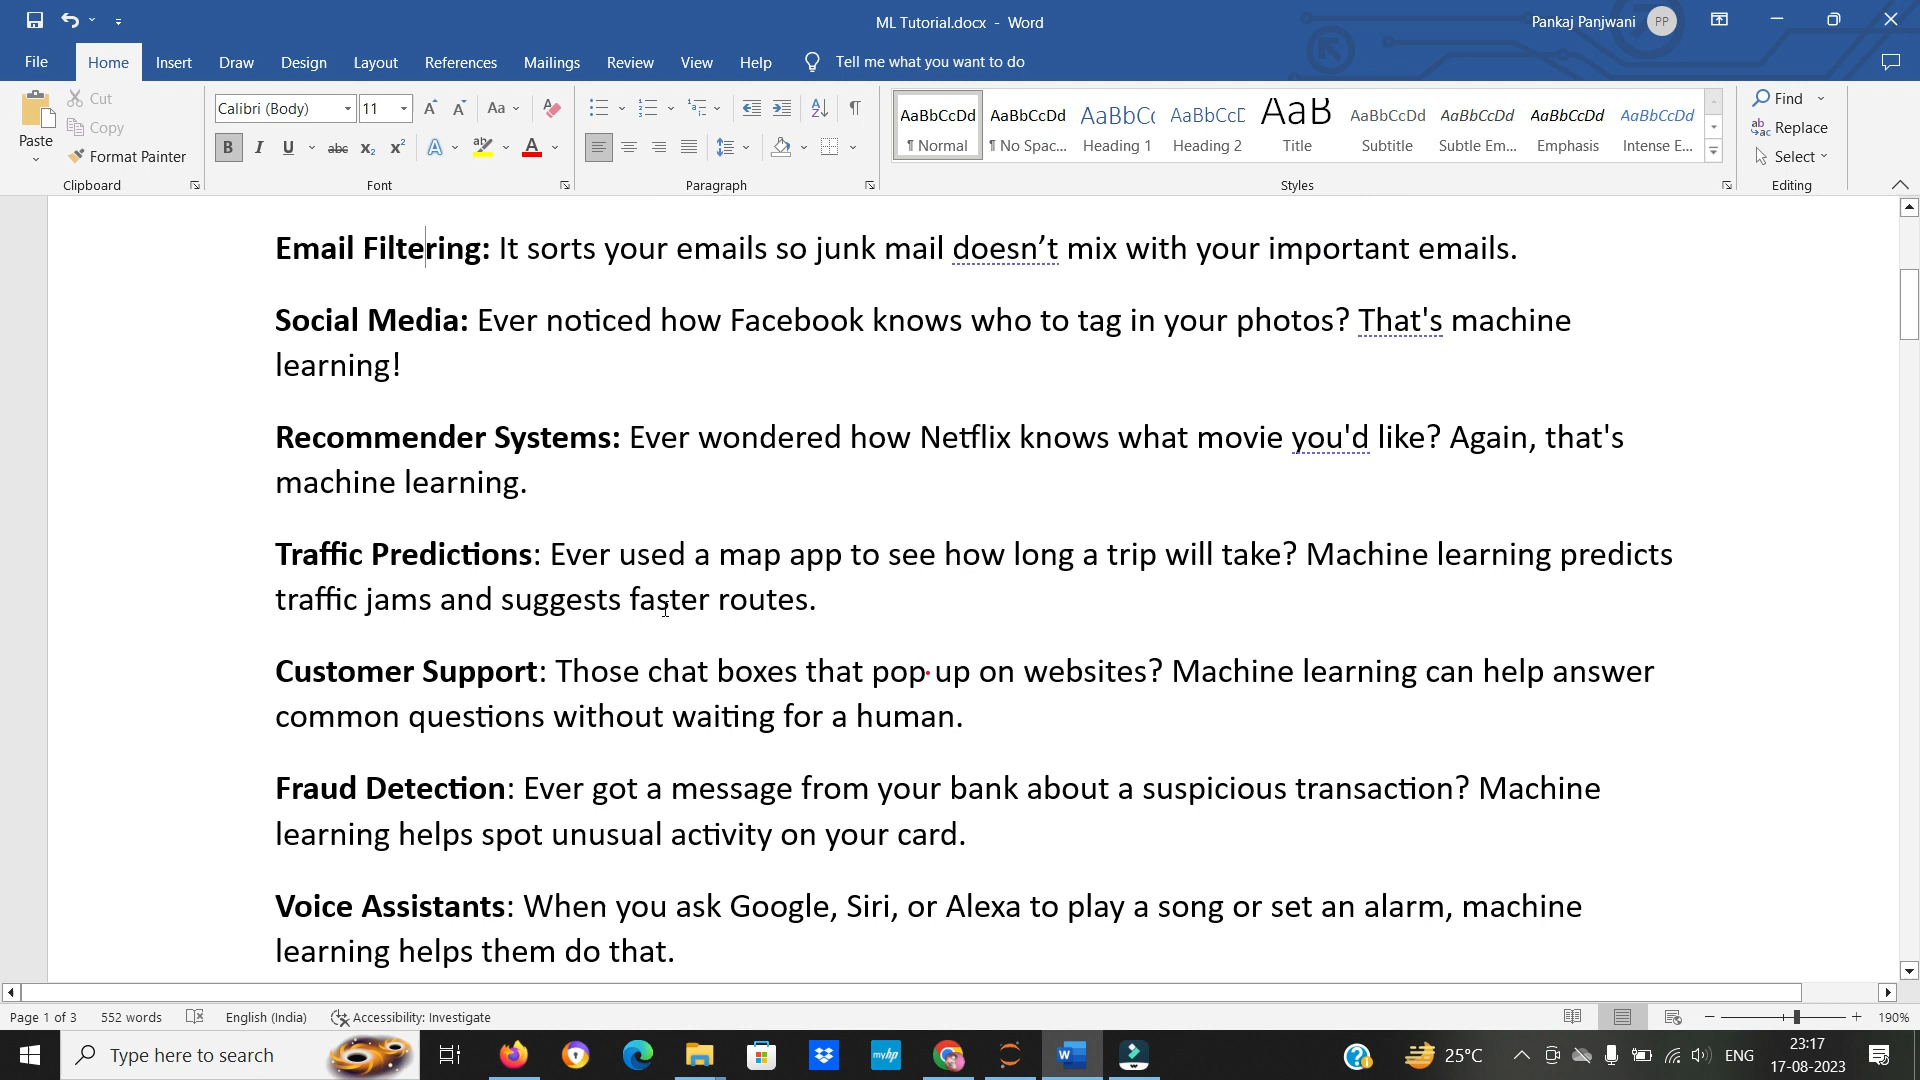 ML Tutorial.docx - Word
Pankaj Panjwani
PP
File Home Insert Draw Design Layout References Mailings Review View Help Tell me what you want to do
Paste
Cut
Copy
Format Painter
Clipboard
Calibri (Body) 11
Aa
B I U abc x₂ x² A ab A
Font
Paragraph
AaBbCcDd AaBbCcDd AaBbC AaBbCcD AaB AaBbCcDd AaBbCcDd AaBbCcDd AaBbCcDd
¶ Normal ¶ No Spac... Heading 1 Heading 2 Title Subtitle Subtle Em... Emphasis Intense E...
Styles
Find
Replace
Select
Editing
Email Filtering: It sorts your emails so junk mail doesn’t mix with your important emails.
Social Media: Ever noticed how Facebook knows who to tag in your photos? That's machine
learning!
Recommender Systems: Ever wondered how Netflix knows what movie you'd like? Again, that's
machine learning.
Traffic Predictions: Ever used a map app to see how long a trip will take? Machine learning predicts
traffic jams and suggests faster routes.
Customer Support: Those chat boxes that pop up on websites? Machine learning can help answer
common questions without waiting for a human.
Fraud Detection: Ever got a message from your bank about a suspicious transaction? Machine
learning helps spot unusual activity on your card.
Voice Assistants: When you ask Google, Siri, or Alexa to play a song or set an alarm, machine
learning helps them do that.
Page 1 of 3 552 words English (India) Accessibility: Investigate 190%
Type here to search
myhp
25°C
ENG
23:17
17-08-2023